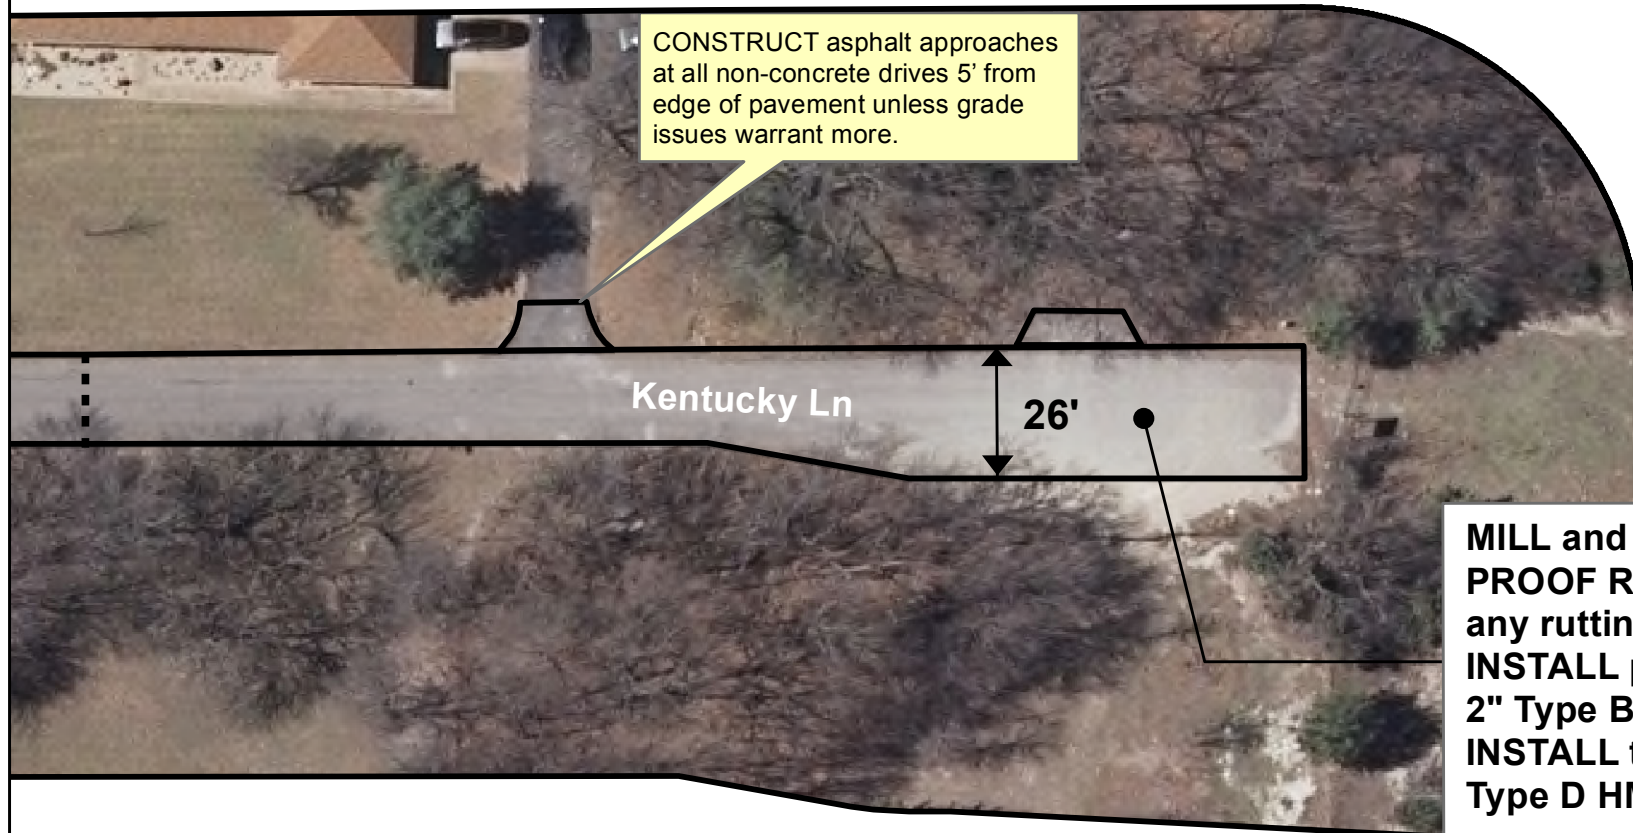 CONSTRUCT asphalt approaches
at all non-concrete drives 5’ from
edge of pavement unless grade
issues warrant more.
Kentucky Ln
26'
MILL and
PROOF R
any ruttin
INSTALL
2" Type B
INSTALL t
Type D H